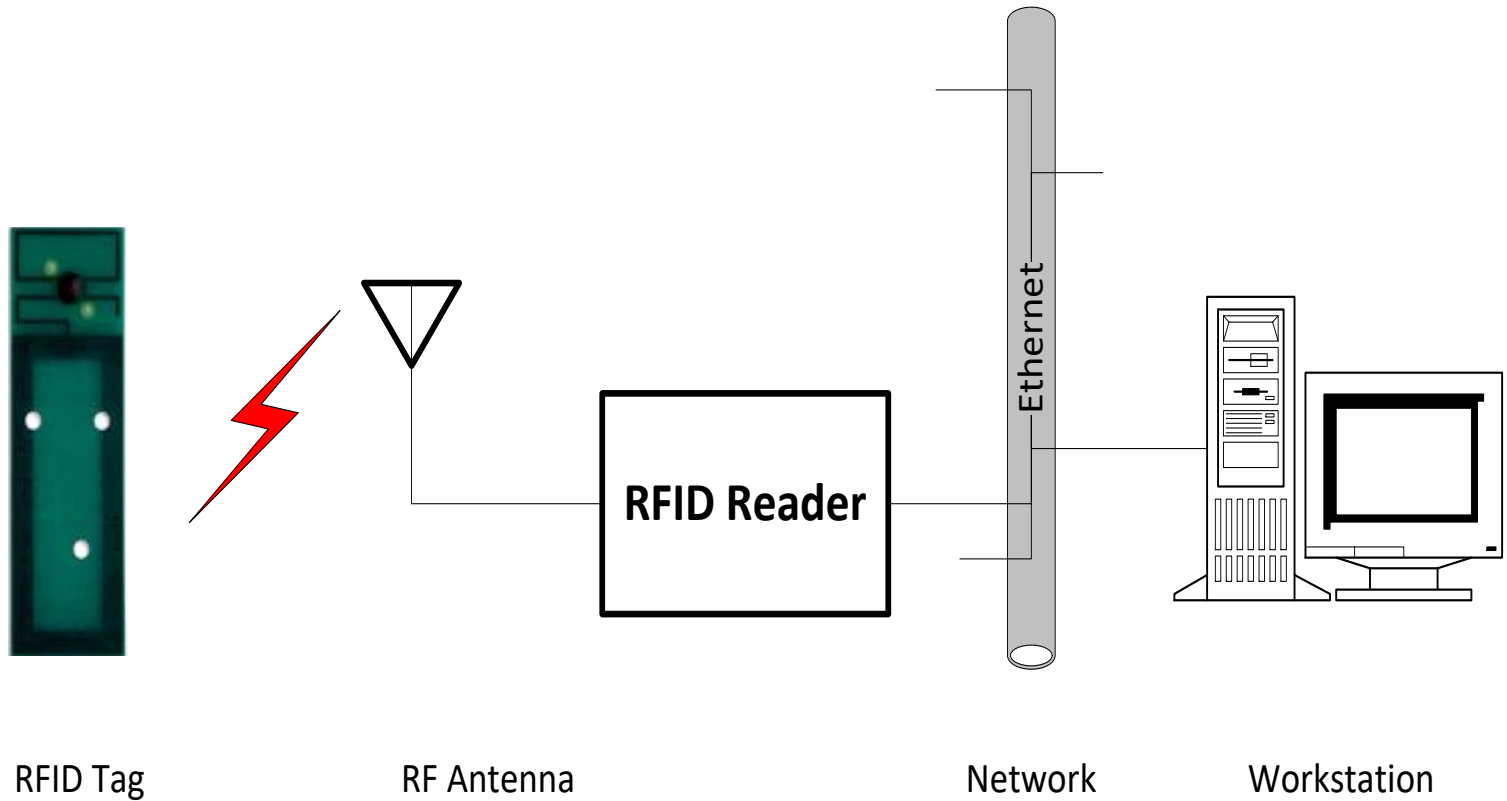 Ethernet
RFID Reader
RFID Tag
RF Antenna
Network
Workstation